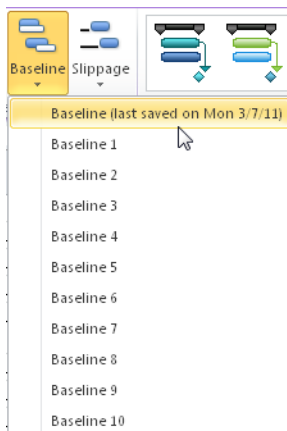 Baseline Slippage
Baseline (last saved on Mon 3/7/11)
Baseline 1
Baseline 2
Baseline 3
Baseline 4
Baseline 5
Baseline 6
Baseline 7
Baseline 8
Baseline 9
Baseline 10